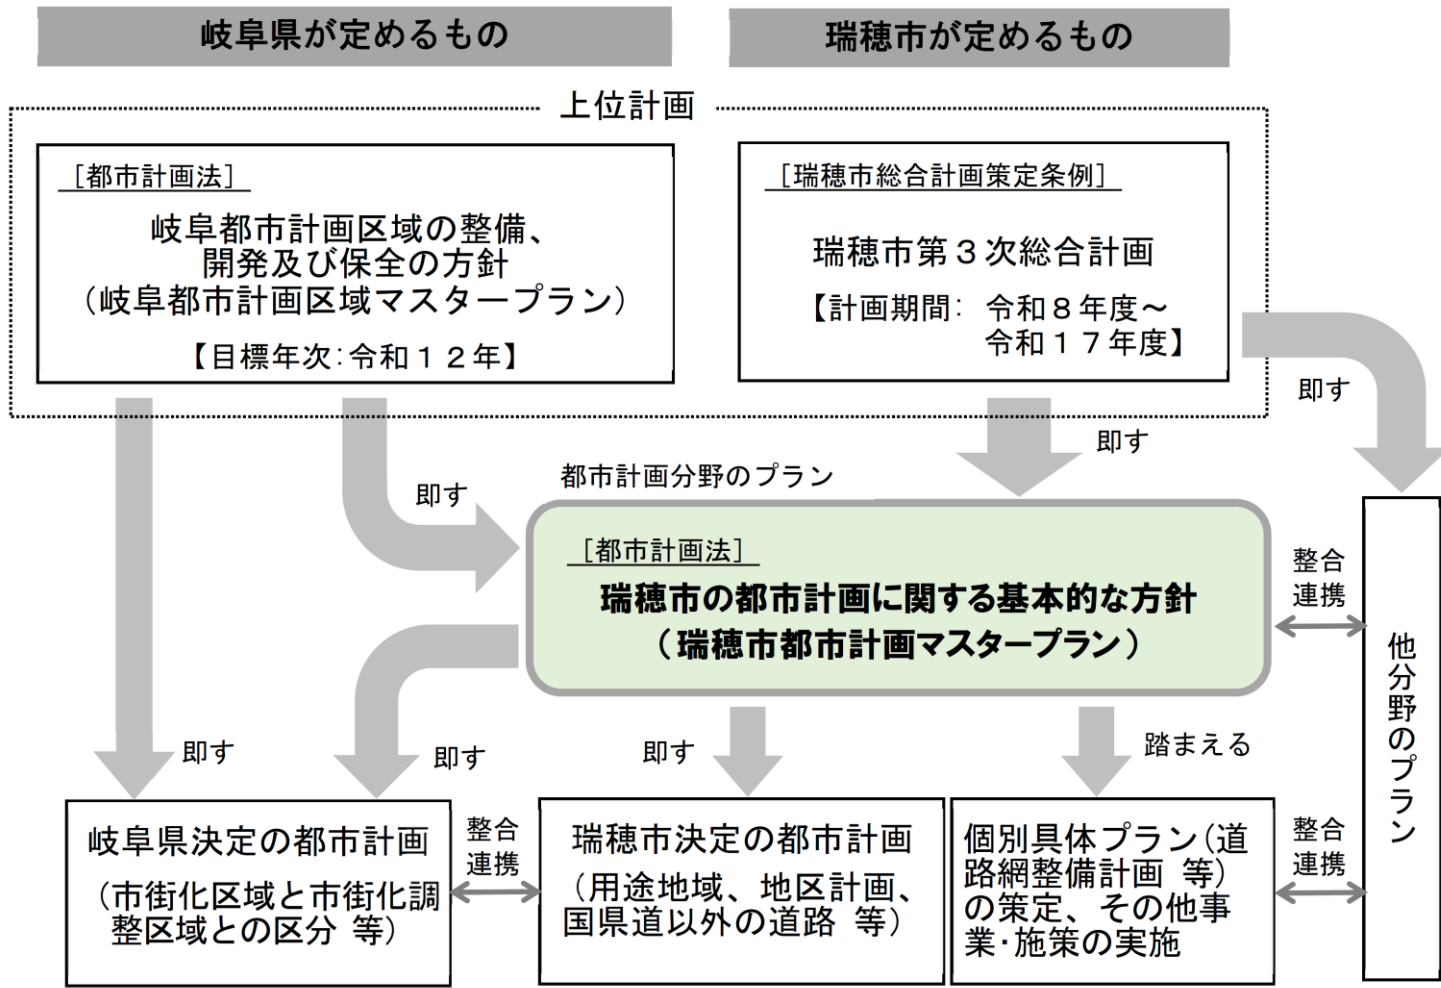 岐阜県が定めるもの
瑞穂市が定めるもの
上位計画
［都市計画法］
岐阜都市計画区域の整備、
開発及び保全の方針
（岐阜都市計画区域マスタープラン）
【目標年次：令和１２年】
［瑞穂市総合計画策定条例］
瑞穂市第３次総合計画
【計画期間： 令和８年度～
令和１７年度】
即す
即す
即す
都市計画分野のプラン
［都市計画法］
瑞穂市の都市計画に関する基本的な方針
（瑞穂市都市計画マスタープラン）
整合
連携
他分野のプラン
即す
即す
即す
踏まえる
岐阜県決定の都市計画
（市街化区域と市街化調
整区域との区分 等）
整合
連携
瑞穂市決定の都市計画
（用途地域、地区計画、
国県道以外の道路 等）
個別具体プラン（道
路網整備計画 等）
の策定、その他事
業・施策の実施
整合
連携